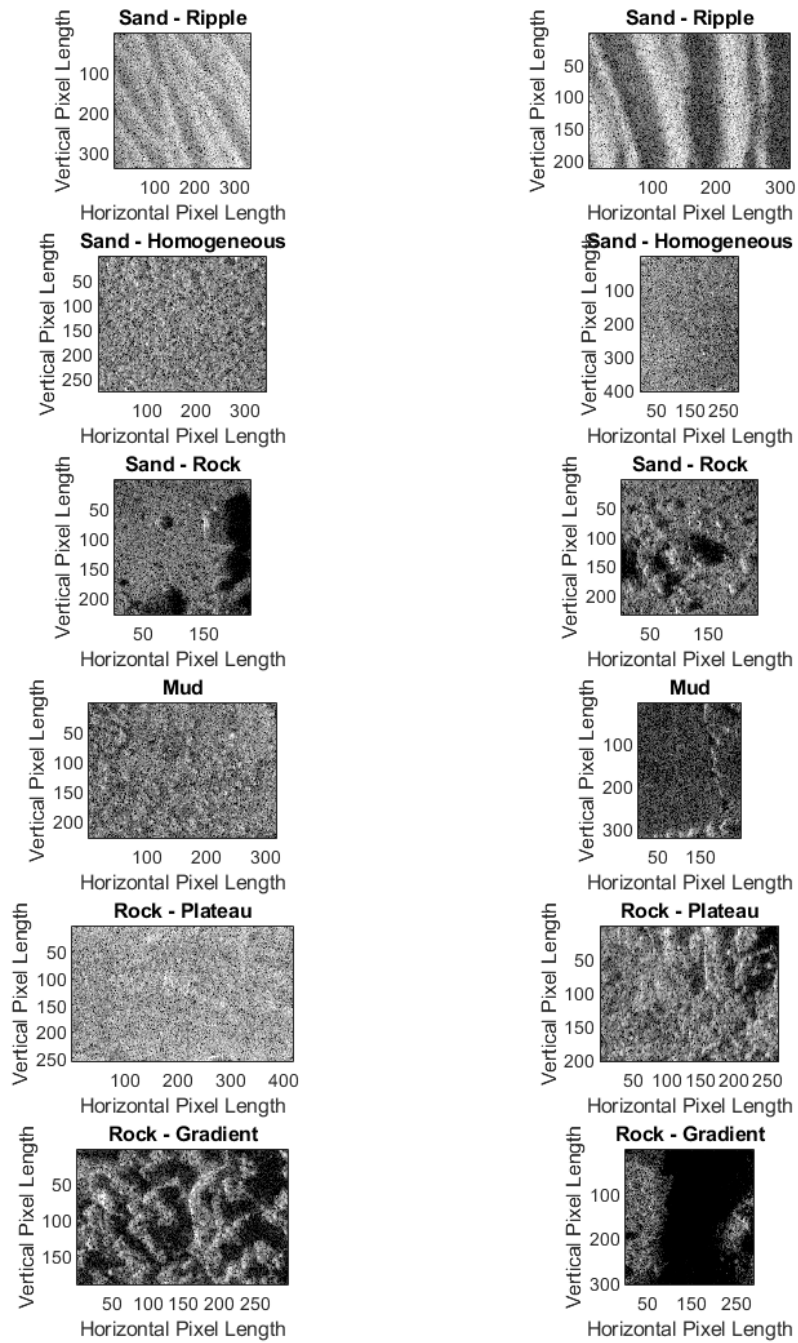 Sand - Ripple
Vertical Pixel Length
100
200
300
100 200 300
Horizontal Pixel Length
Sand - Ripple
Vertical Pixel Length
50
100
150
200
100 200 300
Horizontal Pixel Length
Sand - Homogeneous
Vertical Pixel Length
50
100
150
200
250
100 200 300
Horizontal Pixel Length
Sand - Homogeneous
Vertical Pixel Length
100
200
300
400
50 150 250
Horizontal Pixel Length
Sand - Rock
Vertical Pixel Length
50
100
150
200
50 150
Horizontal Pixel Length
Sand - Rock
Vertical Pixel Length
50
100
150
200
50 150
Horizontal Pixel Length
Mud
Vertical Pixel Length
50
100
150
200
100 200 300
Horizontal Pixel Length
Mud
Vertical Pixel Length
100
200
300
50 150
Horizontal Pixel Length
Rock - Plateau
Vertical Pixel Length
50
100
150
200
250
100 200 300 400
Horizontal Pixel Length
Rock - Plateau
Vertical Pixel Length
50
100
150
200
50 100 150 200 250
Horizontal Pixel Length
Rock - Gradient
Vertical Pixel Length
50
100
150
50 100 150 200 250
Horizontal Pixel Length
Rock - Gradient
Vertical Pixel Length
100
200
300
50 150 250
Horizontal Pixel Length